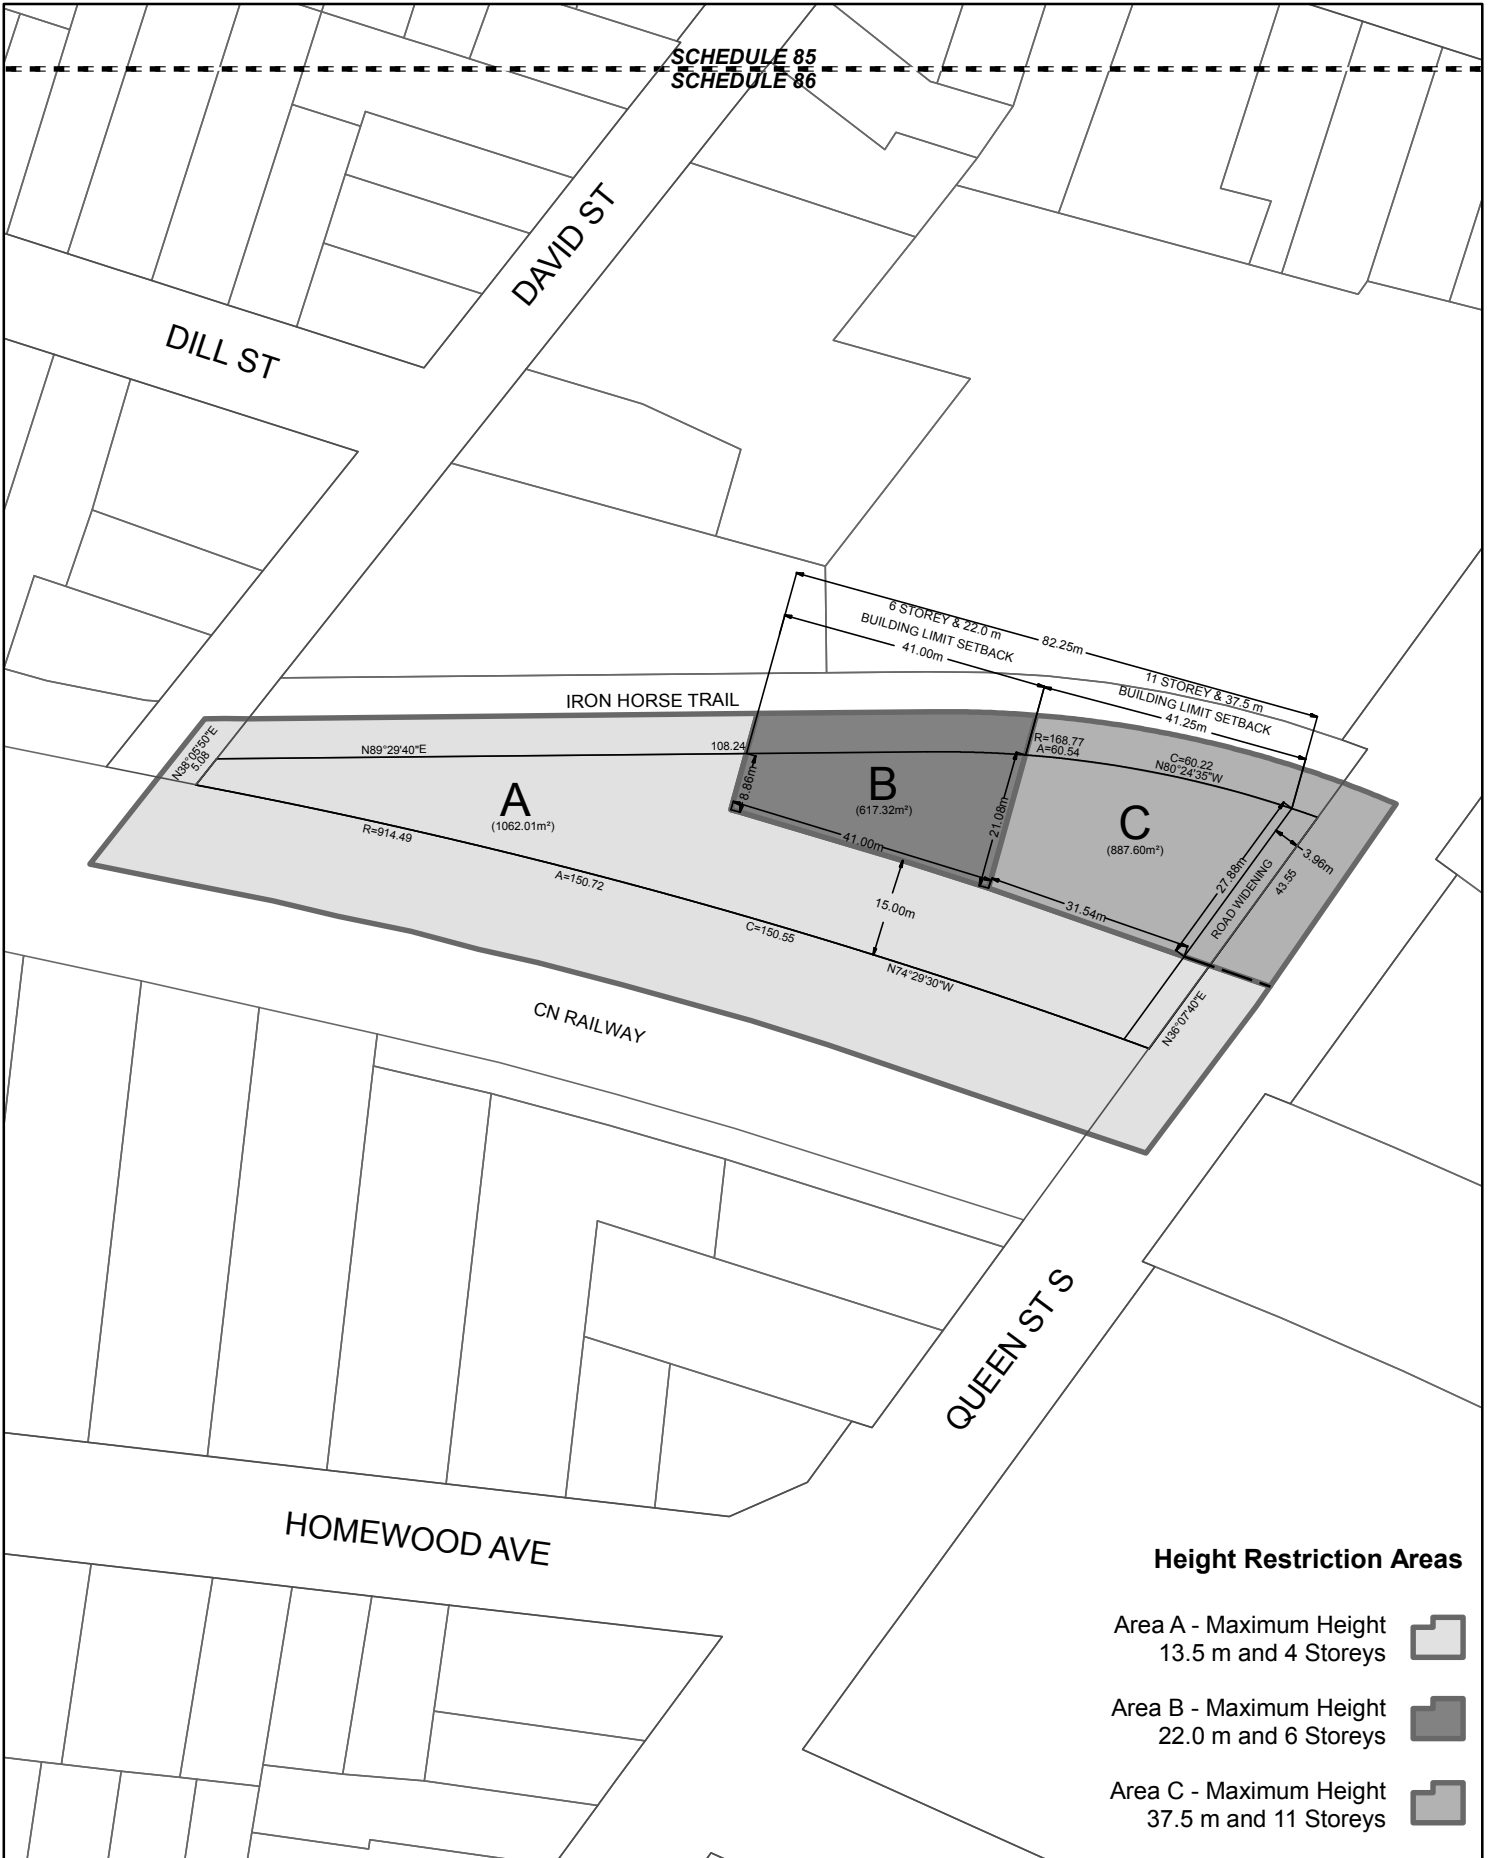 SCHEDULE 85
SCHEDULE 86
DAVID ST
DILL ST
6 STOREY & 22.0 m
BUILDING LIMIT SETBACK
41.00m
82.25m
11 STOREY & 37.5 m
BUILDING LIMIT SETBACK
41.25m
IRON HORSE TRAIL
N38°05'50"E
5.08
N89°29'40"E
108.24
R=168.77
A=60.54
C=60.22
N80°24'35"W
A
(1062.01m²)
B
(617.32m²)
C
(887.60m²)
8.86m
21.08m
41.00m
31.54m
27.88m
3.96m
ROAD WIDENING
43.55
15.00m
R=914.49
A=150.72
C=150.55
N74°29'30"W
N36°07'40"E
CN RAILWAY
QUEEN ST S
HOMEWOOD AVE
Height Restriction Areas
Area A - Maximum Height
13.5 m and 4 Storeys
Area B - Maximum Height
22.0 m and 6 Storeys
Area C - Maximum Height
37.5 m and 11 Storeys